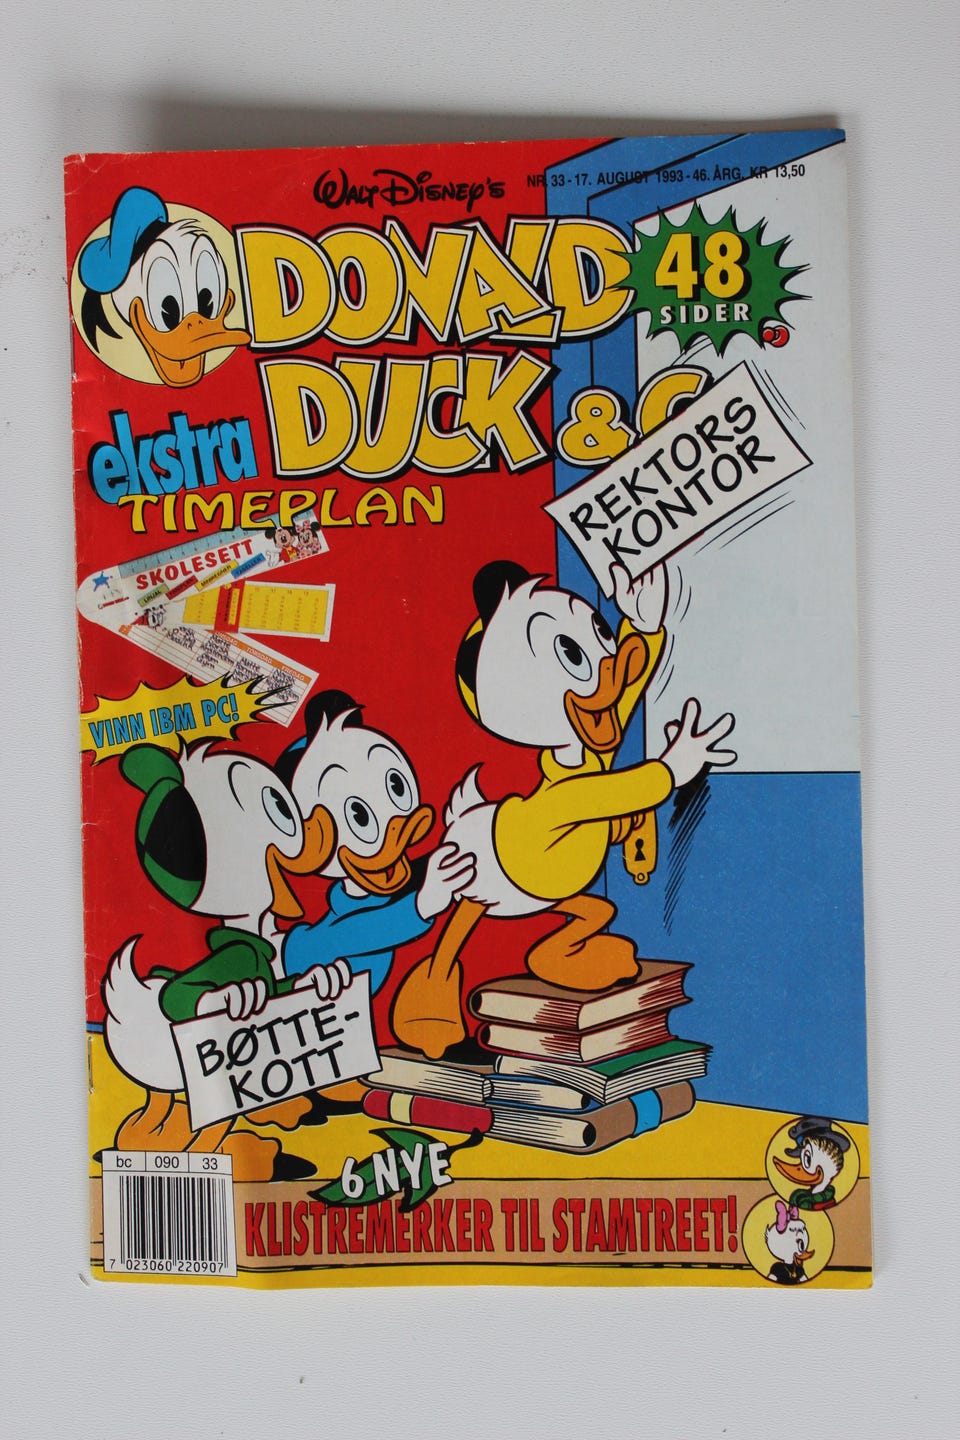 WALT DISNEY'S
NR. 33 - 17. AUGUST 1993 - 46. ÅRG. KR 13,50
DONALD
DUCK &
48
SIDER
ekstra
TIMEPLAN
REKTORS
KONTOR
SKOLESETT
VINN IBM PC!
BØTTE-
KOTT
6 NYE
KLISTREMERKER TIL STAMTREET!
bc 090 33
7 023060 220907